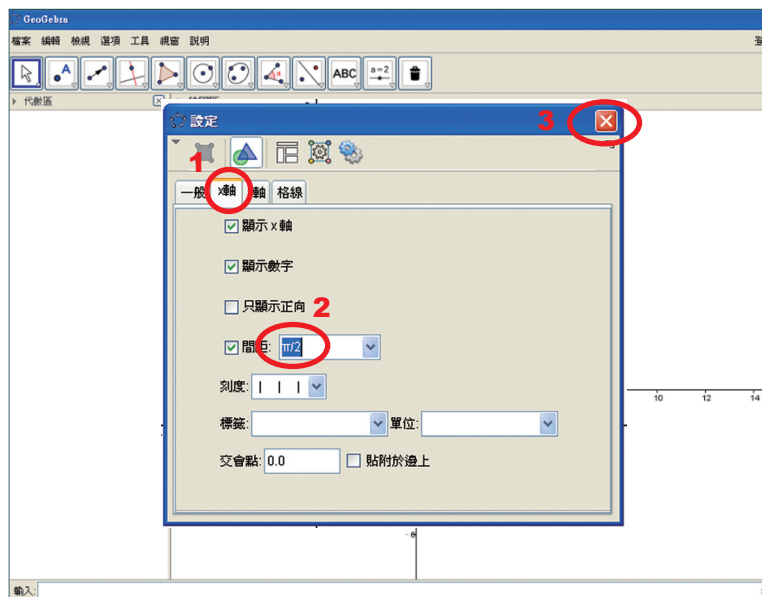 GeoGebra
檔案 編輯 檢視 選項 工具 視窗 說明
ABC a=2
代數區
設定 3
1
一般 x軸 軸 格線
顯示 x 軸
顯示數字
只顯示正向 2
間距: π/2
刻度:
標籤: 單位:
交會點: 0.0 貼附於邊上
10 12 14
輸入: